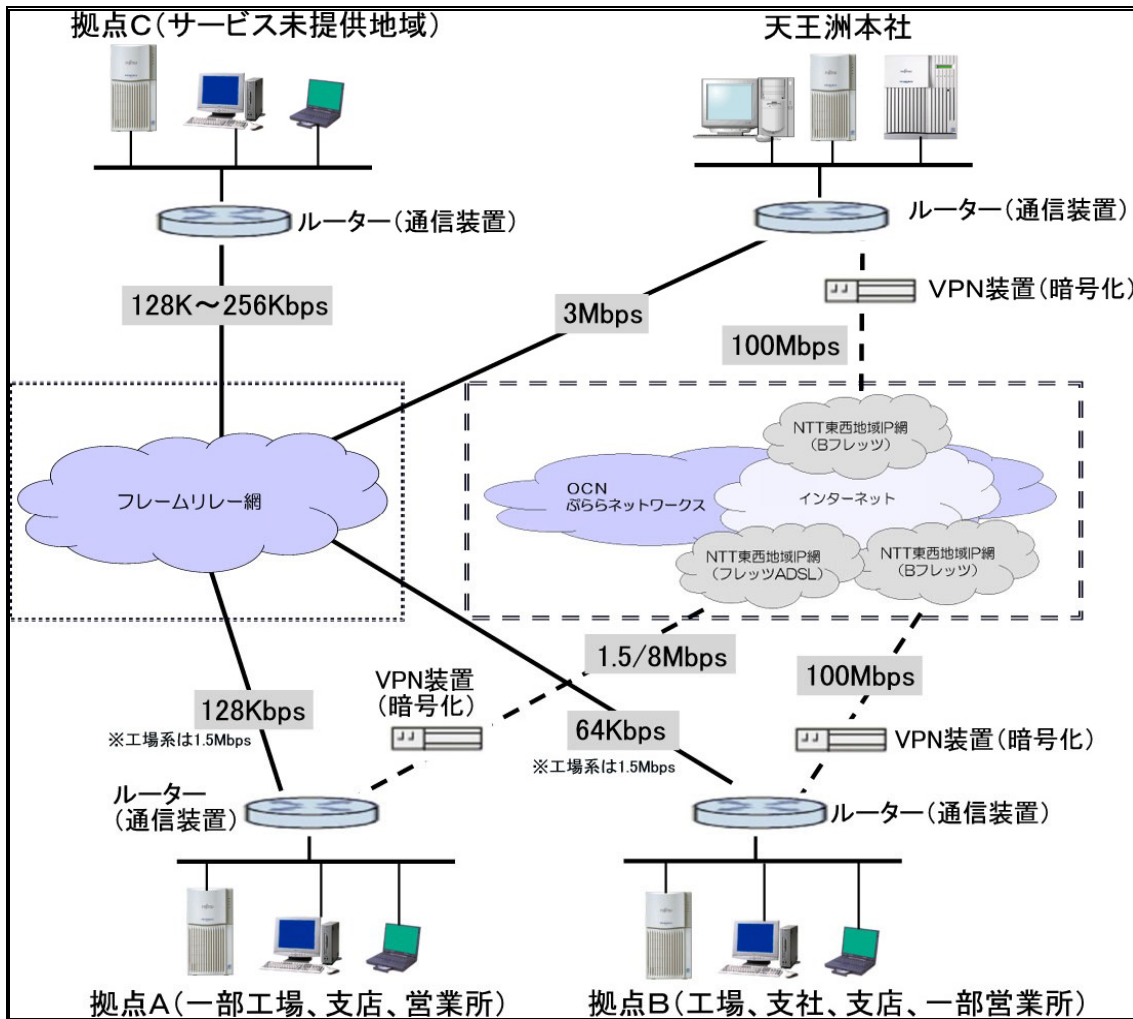 拠点C(サービス未提供地域)
天王洲本社
ルーター(通信装置)
ルーター(通信装置)
VPN装置(暗号化)
128K~256Kbps
3Mbps
100Mbps
NTT東西地域IP網
(Bフレッツ)
フレームリレー網
OCN
ぷららネットワークス
インターネット
NTT東西地域IP網
(フレッツADSL)
NTT東西地域IP網
(Bフレッツ)
1.5/8Mbps
100Mbps
VPN装置
(暗号化)
128Kbps
※工場系は1.5Mbps
64Kbps
※工場系は1.5Mbps
VPN装置(暗号化)
ルーター
(通信装置)
ルーター(通信装置)
拠点A(一部工場、支店、営業所)
拠点B(工場、支社、支店、一部営業所)